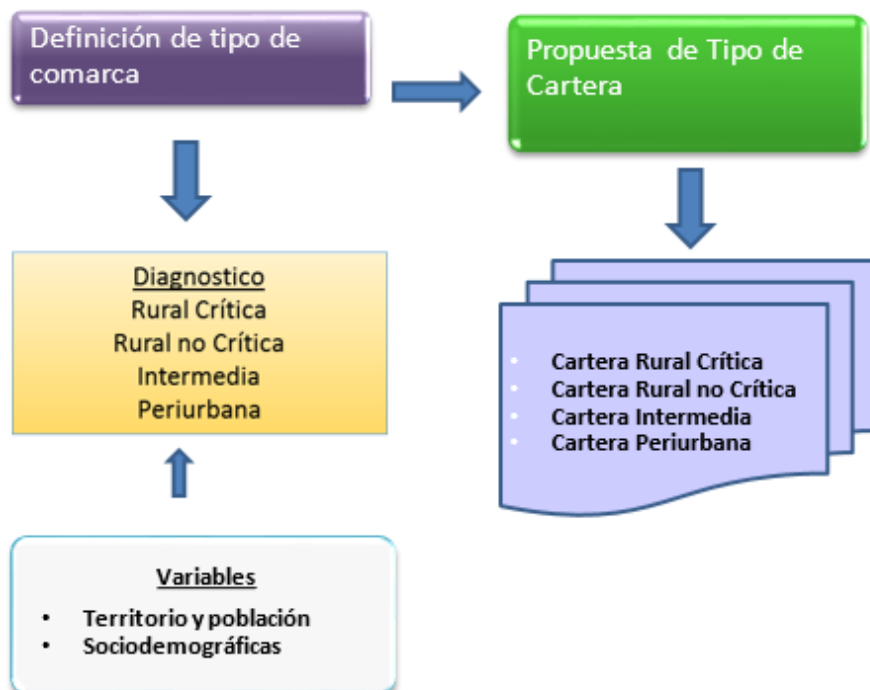 Definición de tipo de
comarca
Propuesta de Tipo de
Cartera
Diagnostico
Rural Crítica
Rural no Crítica
Intermedia
Periurbana
• Cartera Rural Crítica
• Cartera Rural no Crítica
• Cartera Intermedia
• Cartera Periurbana
Variables
• Territorio y población
• Sociodemográficas